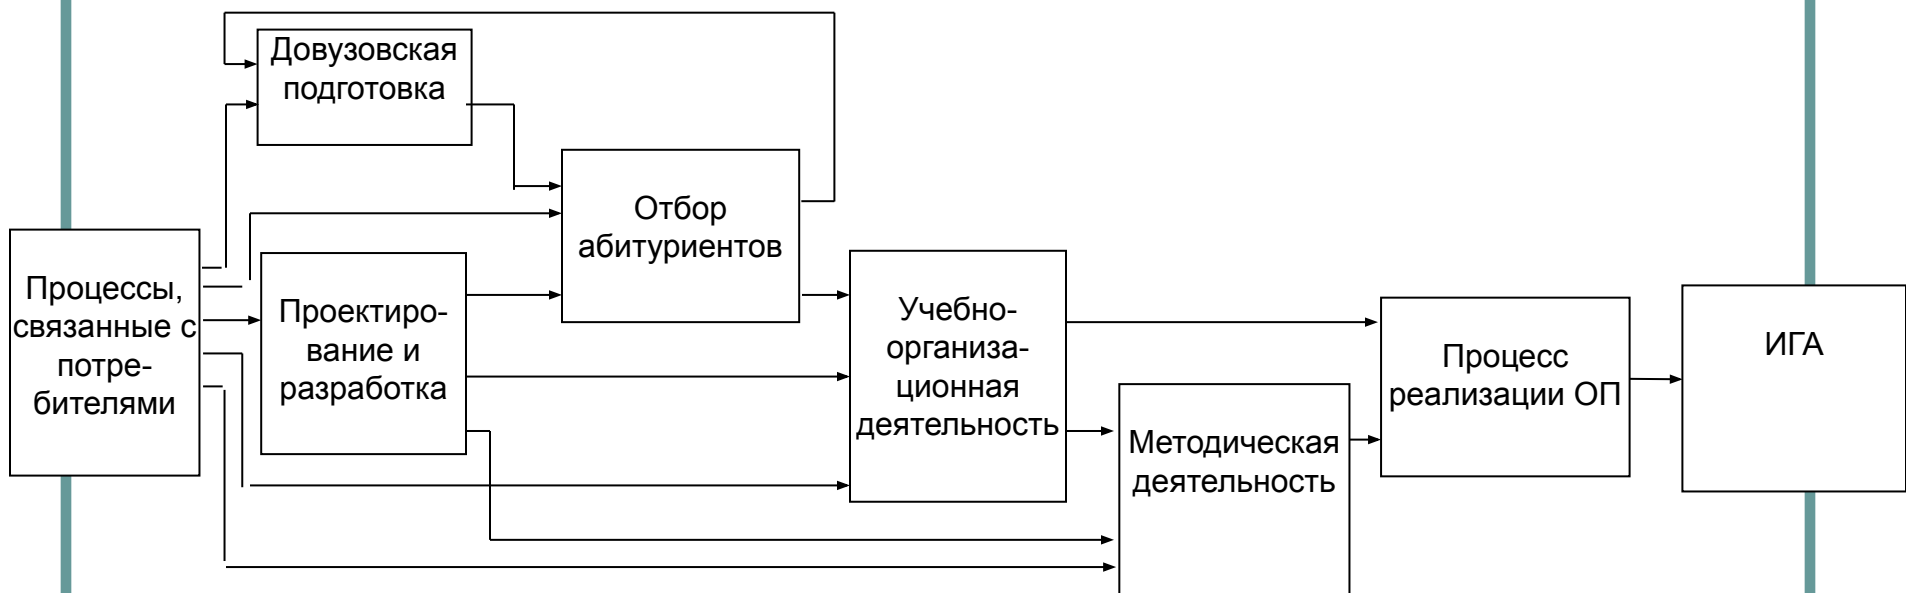 Довузовская
подготовка
Отбор
абитуриентов
Процессы,
связанные с
потре-
бителями
Проектиро-
вание и
разработка
Учебно-
организа-
ционная
деятельность
Методическая
деятельность
Процесс
реализации ОП
ИГА